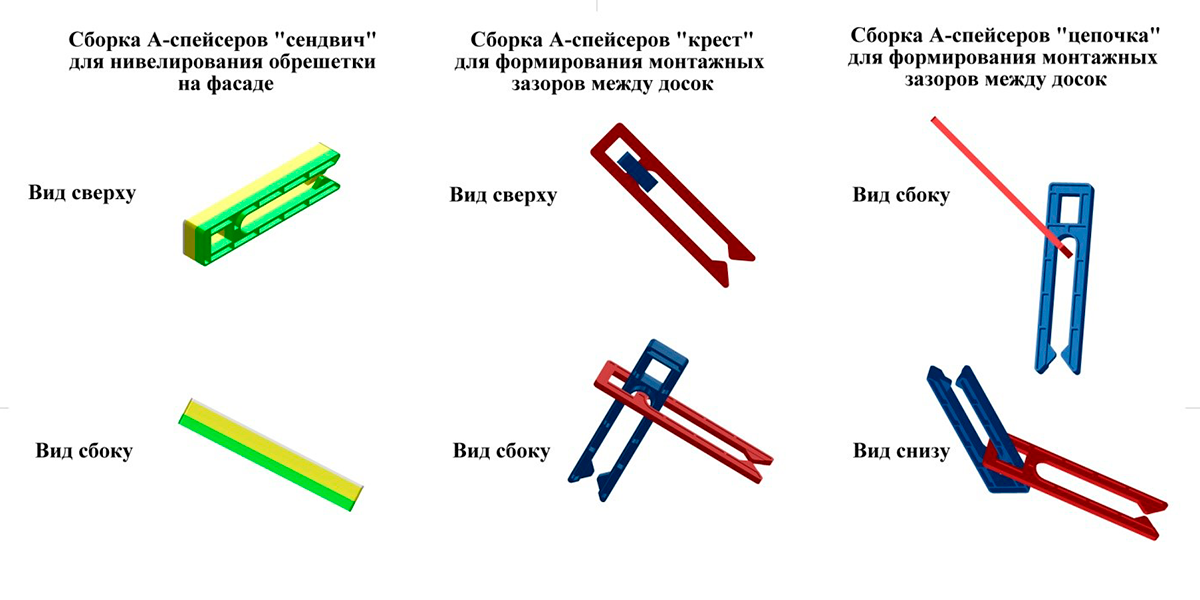 Сборка А-спейсеров "сендвич"
для нивелирования обрешетки
на фасаде
Вид сверху
Вид сбоку
Сборка А-спейсеров "крест"
для формирования монтажных
зазоров между досок
Вид сверху
Вид сбоку
Сборка А-спейсеров "цепочка"
для формирования монтажных
зазоров между досок
Вид сбоку
Вид снизу